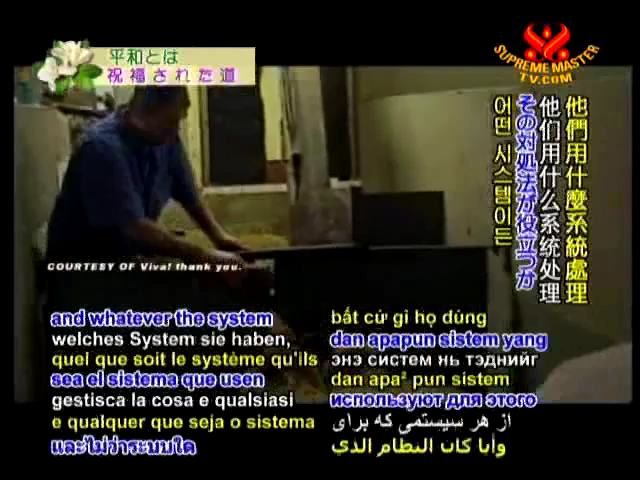 平和とは
祝福された道
SUPREME MASTER
TV.COM
他們用什麼系統處理
他们用什么系统处理
その対処法が役立つか
어떤 시스템이든
COURTESY OF Viva! thank you.
and whatever the system
welches System sie haben,
quel que soit le système qu'ils
sea el sistema que usen
gestisca la cosa e qualsiasi
e qualquer que seja o sistema
และไม่ว่าระบบใด
bất cứ gì họ dùng
dan apapun sistem yang
энэ систем нь тэднийг
dan apa² pun sistem
используют для этого
از هر سیستمی که برای
وأيا كان النظام الذي